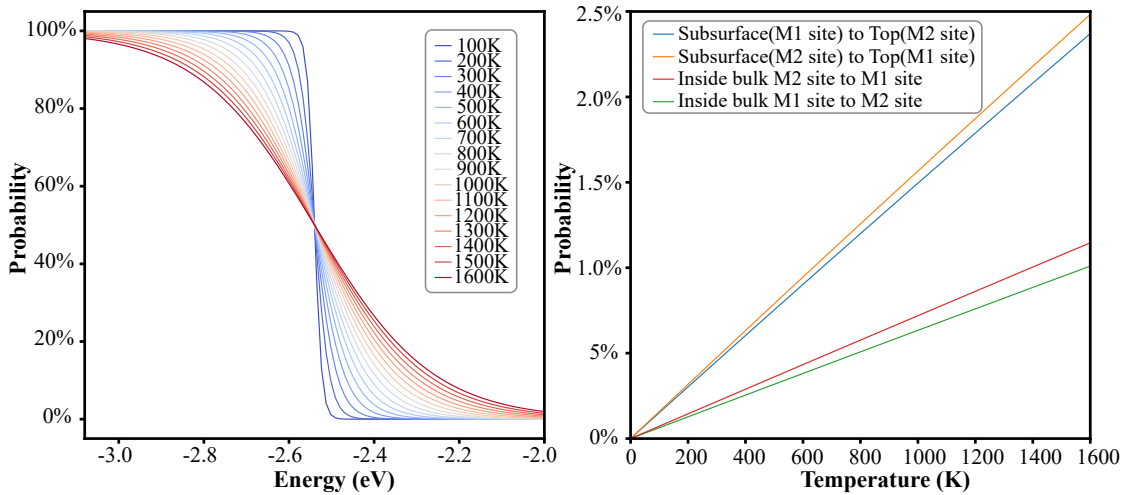 100%
80%
60%
40%
20%
0%
Probability
-3.0
-2.8
-2.6
-2.4
-2.2
-2.0
Energy (eV)
100K
200K
300K
400K
500K
600K
700K
800K
900K
1000K
1100K
1200K
1300K
1400K
1500K
1600K
2.5%
2.0%
1.5%
1.0%
5%
0%
Probability
Subsurface(M1 site) to Top(M2 site)
Subsurface(M2 site) to Top(M1 site)
Inside bulk M2 site to M1 site
Inside bulk M1 site to M2 site
0
200
400
600
800
1000
1200
1400
1600
Temperature (K)